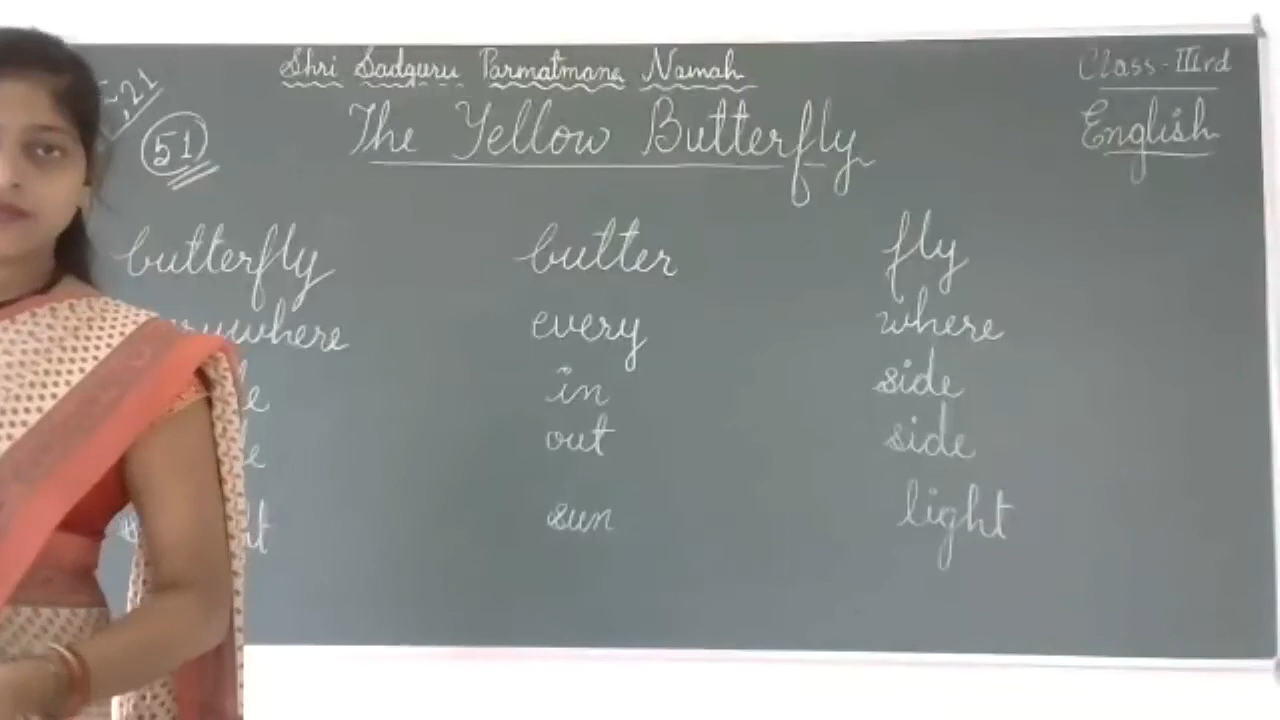 Shri Sadguru Parmatmane Namah
Class-IIIrd
,21
51
The Yellow Butterfly
English
butterfly butter fly
every where
in side
out side
sun light